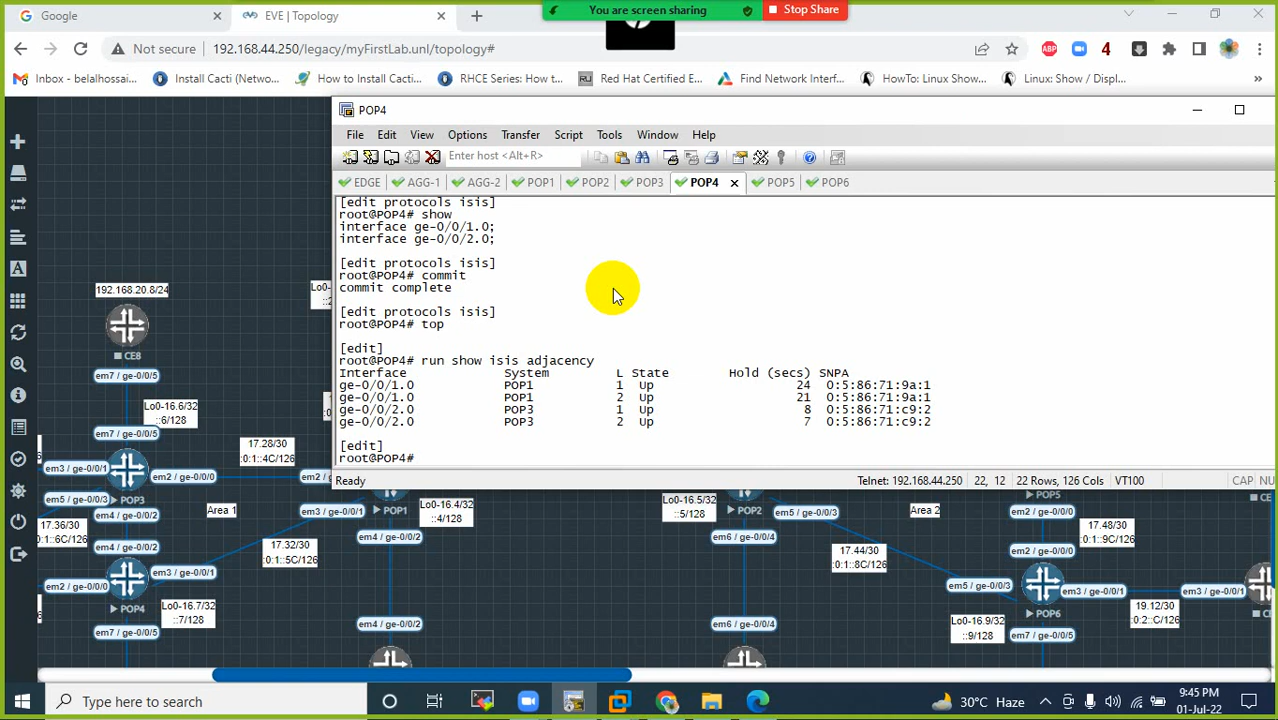 Google
EVE | Topology
You are screen sharing
Stop Share
Not secure
192.168.44.250/legacy/myFirstLab.unl/topology#
ABP
4
Inbox - belalhossai...
Install Cacti (Netwo...
How to Install Cacti...
RHCE Series: How t...
Red Hat Certified E...
Find Network Interf...
HowTo: Linux Show...
Linux: Show / Displ...
POP4
File Edit View Options Transfer Script Tools Window Help
Enter host <Alt+R>
EDGE AGG-1 AGG-2 POP1 POP2 POP3 POP4 POP5 POP6
[edit protocols isis]
root@POP4# show
interface ge-0/0/1.0;
interface ge-0/0/2.0;
[edit protocols isis]
root@POP4# commit
commit complete
[edit protocols isis]
root@POP4# top
[edit]
root@POP4# run show isis adjacency
Interface System L State Hold (secs) SNPA
ge-0/0/1.0 POP1 1 Up 24 0:5:86:71:9a:1
ge-0/0/1.0 POP1 2 Up 21 0:5:86:71:9a:1
ge-0/0/2.0 POP3 1 Up 8 0:5:86:71:c9:2
ge-0/0/2.0 POP3 2 Up 7 0:5:86:71:c9:2
[edit]
root@POP4#
Ready
Telnet: 192.168.44.250 22, 12 22 Rows, 126 Cols VT100 CAP NU
192.168.20.8/24
CE8
em7 / ge-0/0/5
Lo0-16.6/32
::6/128
em7 / ge-0/0/5
17.28/30
:0:1::4C/126
em3 / ge-0/0/1
em2 / ge-0/0/0
POP3
em5 / ge-0/0/3
em4 / ge-0/0/2
17.36/30
:0:1::6C/126
Area 1
em3 / ge-0/0/1
POP1
Lo0-16.4/32
::4/128
em4 / ge-0/0/2
17.32/30
:0:1::5C/126
em4 / ge-0/0/2
em3 / ge-0/0/1
em2 / ge-0/0/0
POP4
Lo0-16.7/32
::7/128
em7 / ge-0/0/5
em4 / ge-0/0/2
Lo0-16.5/32
::5/128
POP2
em5 / ge-0/0/3
em6 / ge-0/0/4
Area 2
17.44/30
:0:1::8C/126
em6 / ge-0/0/4
POP5
em2 / ge-0/0/0
17.48/30
:0:1::9C/126
em2 / ge-0/0/0
em5 / ge-0/0/3
em3 / ge-0/0/1
em3 / ge-0/0/1
POP6
Lo0-16.9/32
::9/128
em7 / ge-0/0/5
19.12/30
:0:2::C/126
Type here to search
30°C Haze
9:45 PM
01-Jul-22